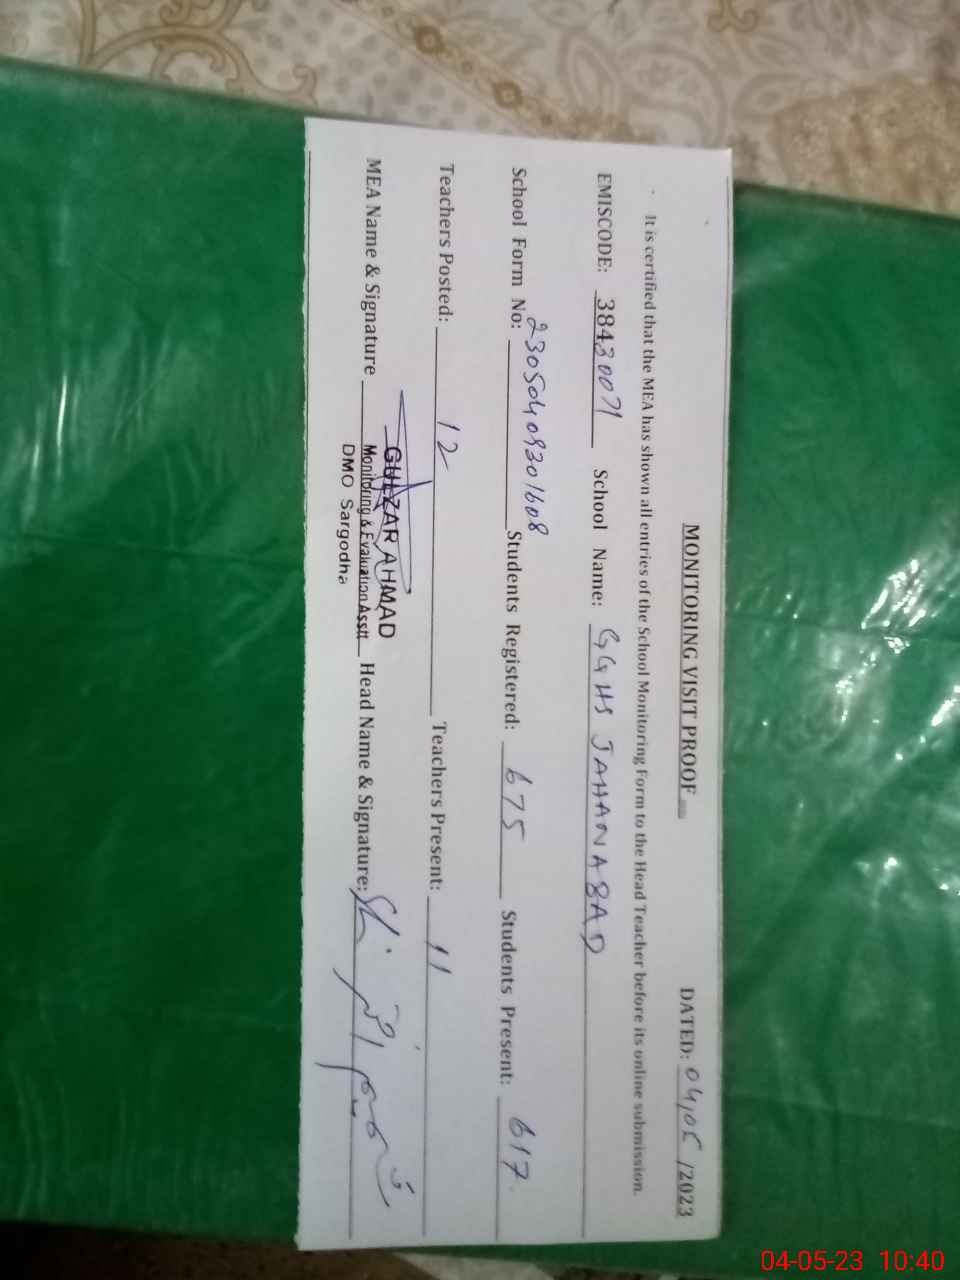 MONITORING VISIT PROOF
DATED: 04,05 /2023
It is certified that the MEA has shown all entries of the School Monitoring Form to the Head Teacher before its online submission.
EMISCODE: 38430071 School Name: GGHS JAHANABAD
School Form No: Students Registered: 675 Students Present: 617
Teachers Posted: 12 Teachers Present: 11
MEA Name & Signature Head Name & Signature:
GULZAR AHMAD
Monitoring & Evaluation Asstt
DMO Sargodha
04-05-23 10:40